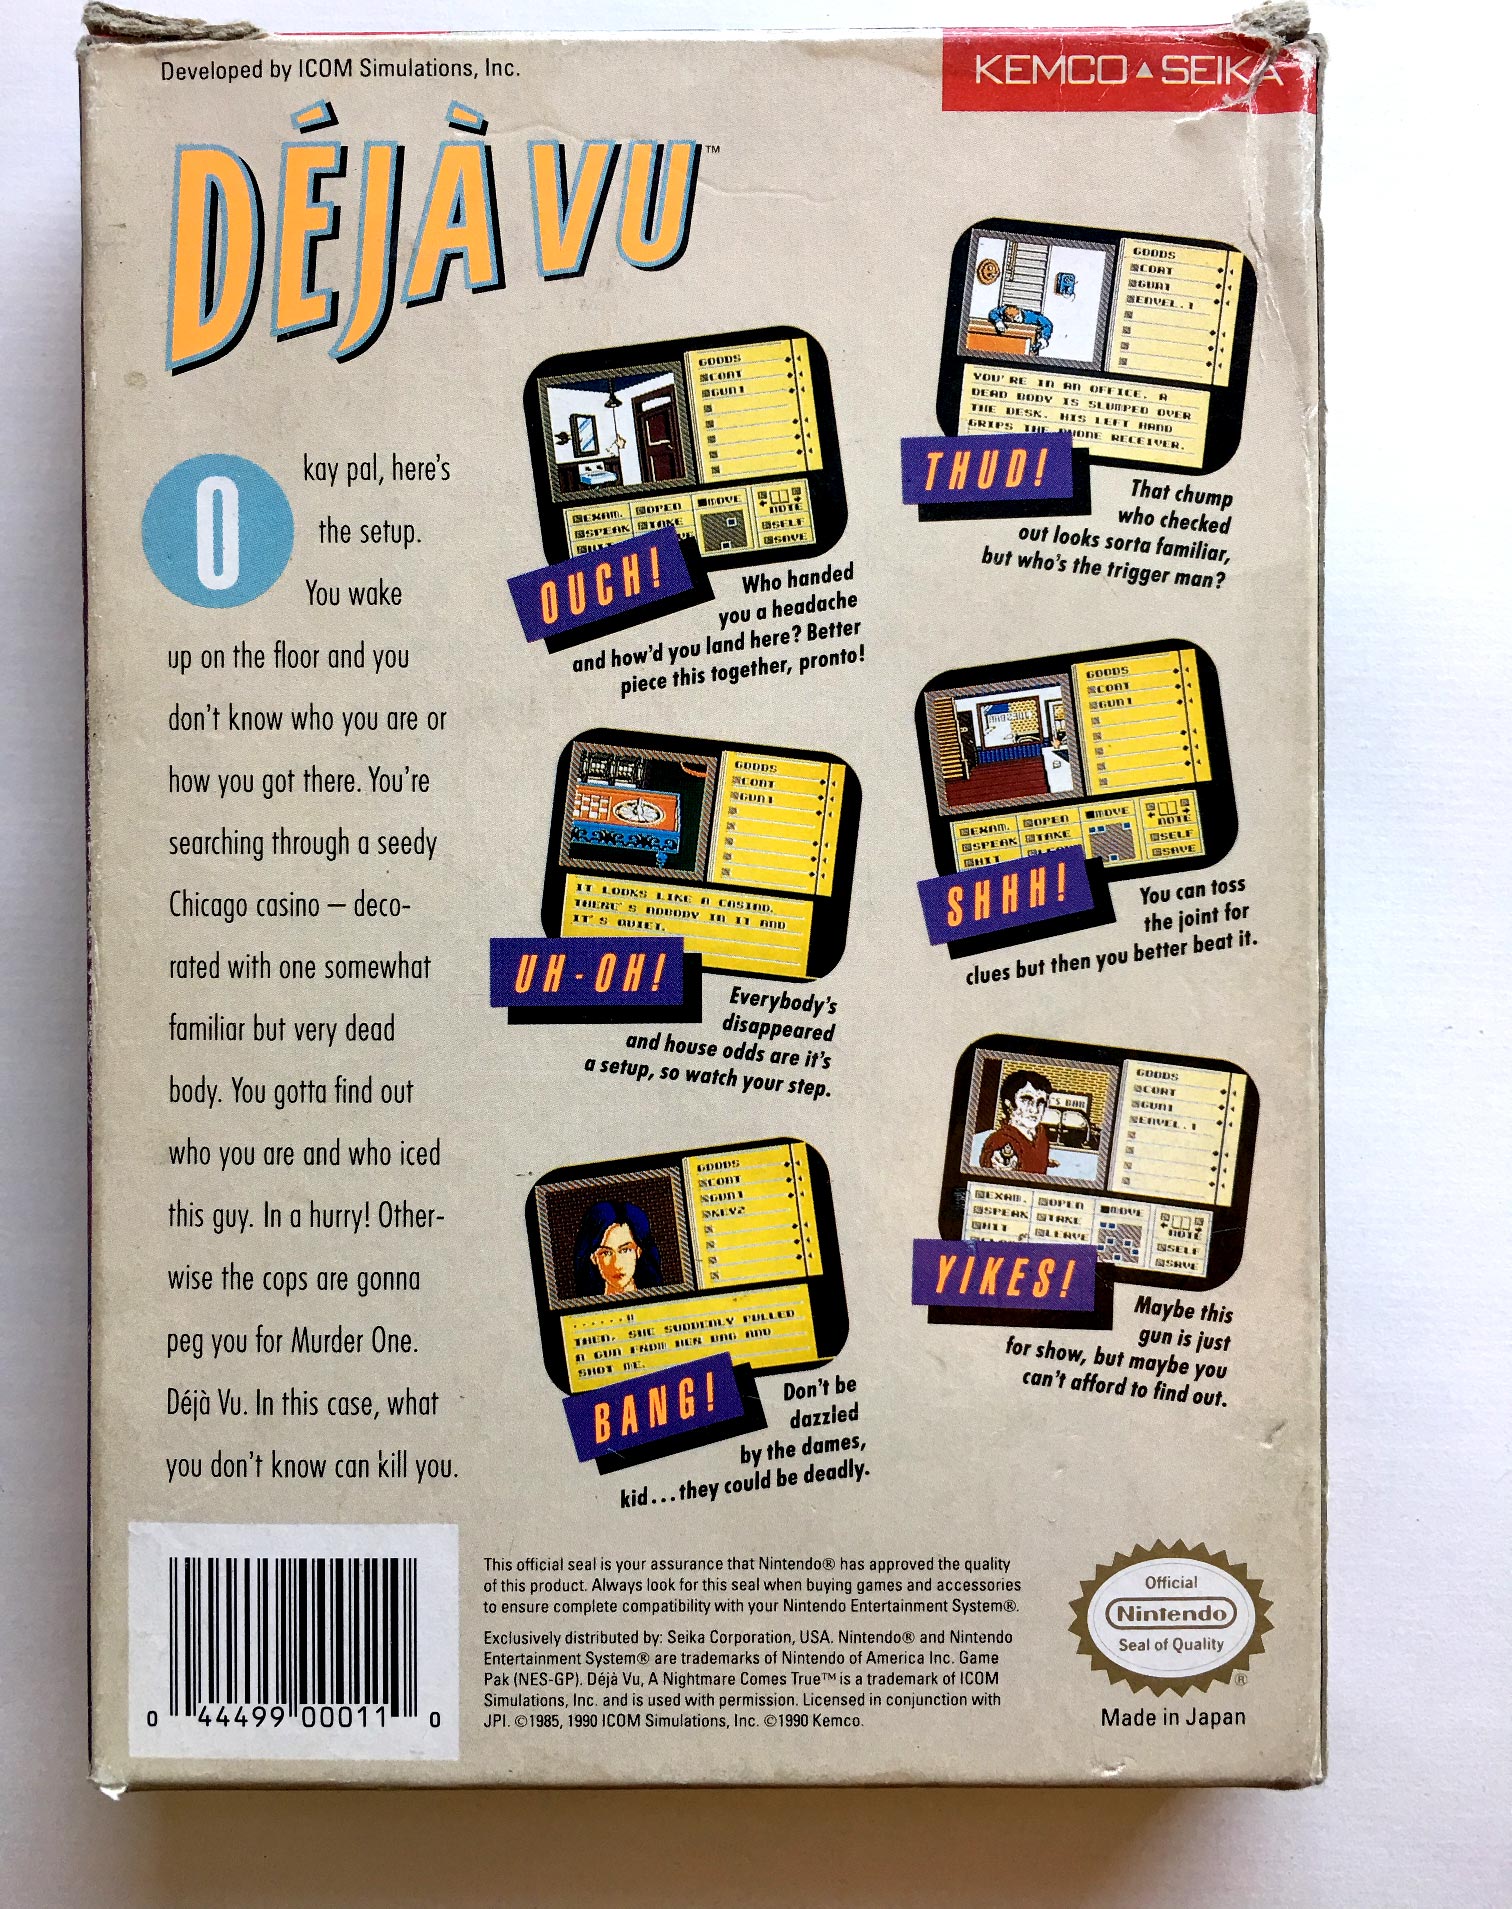 Developed by ICOM Simulations, Inc.
KEMCO▲SEIKA
DÉJÀ VU™
Okay pal, here's
the setup.
You wake
up on the floor and you
don't know who you are or
how you got there. You're
searching through a seedy
Chicago casino – deco-
rated with one somewhat
familiar but very dead
body. You gotta find out
who you are and who iced
this guy. In a hurry! Other-
wise the cops are gonna
peg you for Murder One.
Déjà Vu. In this case, what
you don't know can kill you.
GOODS
COAT
GUN1
EXAM. OPEN MOVE NOTE
SPEAK TAKE SELF
SAVE
OUCH!
Who handed
you a headache
and how'd you land here? Better
piece this together, pronto!
GOODS
COAT
GUN1
ENVEL.1
YOU'RE IN AN OFFICE. A
DEAD BODY IS SLUMPED OVER
THE DESK. HIS LEFT HAND
GRIPS THE PHONE RECEIVER.
THUD!
That chump
who checked
out looks sorta familiar,
but who's the trigger man?
GOODS
COAT
GUN1
IT LOOKS LIKE A CASINO.
THERE'S NOBODY IN IT AND
IT'S QUIET.
UH-OH!
Everybody's
disappeared
and house odds are it's
a setup, so watch your step.
GOODS
COAT
GUN1
EXAM. OPEN MOVE NOTE
SPEAK TAKE SELF
HIT SAVE
SHHH!
You can toss
the joint for
clues but then you better beat it.
GOODS
COAT
GUN1
KEY2
......!!
THEN, SHE SUDDENLY PULLED
A GUN FROM HER BAG AND
SHOT ME.
BANG!
Don't be
dazzled
by the dames,
kid...they could be deadly.
GOODS
COAT
GUN1
ENVEL.1
'S BAR
EXAM. OPEN MOVE NOTE
SPEAK TAKE SELF
HIT LEAVE SAVE
YIKES!
Maybe this
gun is just
for show, but maybe you
can't afford to find out.
0 44499 00011 0
This official seal is your assurance that Nintendo® has approved the quality
of this product. Always look for this seal when buying games and accessories
to ensure complete compatibility with your Nintendo Entertainment System®.
Exclusively distributed by: Seika Corporation, USA. Nintendo® and Nintendo
Entertainment System® are trademarks of Nintendo of America Inc. Game
Pak (NES-GP). Déjà Vu, A Nightmare Comes True™ is a trademark of ICOM
Simulations, Inc. and is used with permission. Licensed in conjunction with
JPI. ©1985, 1990 ICOM Simulations, Inc. ©1990 Kemco.
Official
Nintendo
Seal of Quality
®
Made in Japan